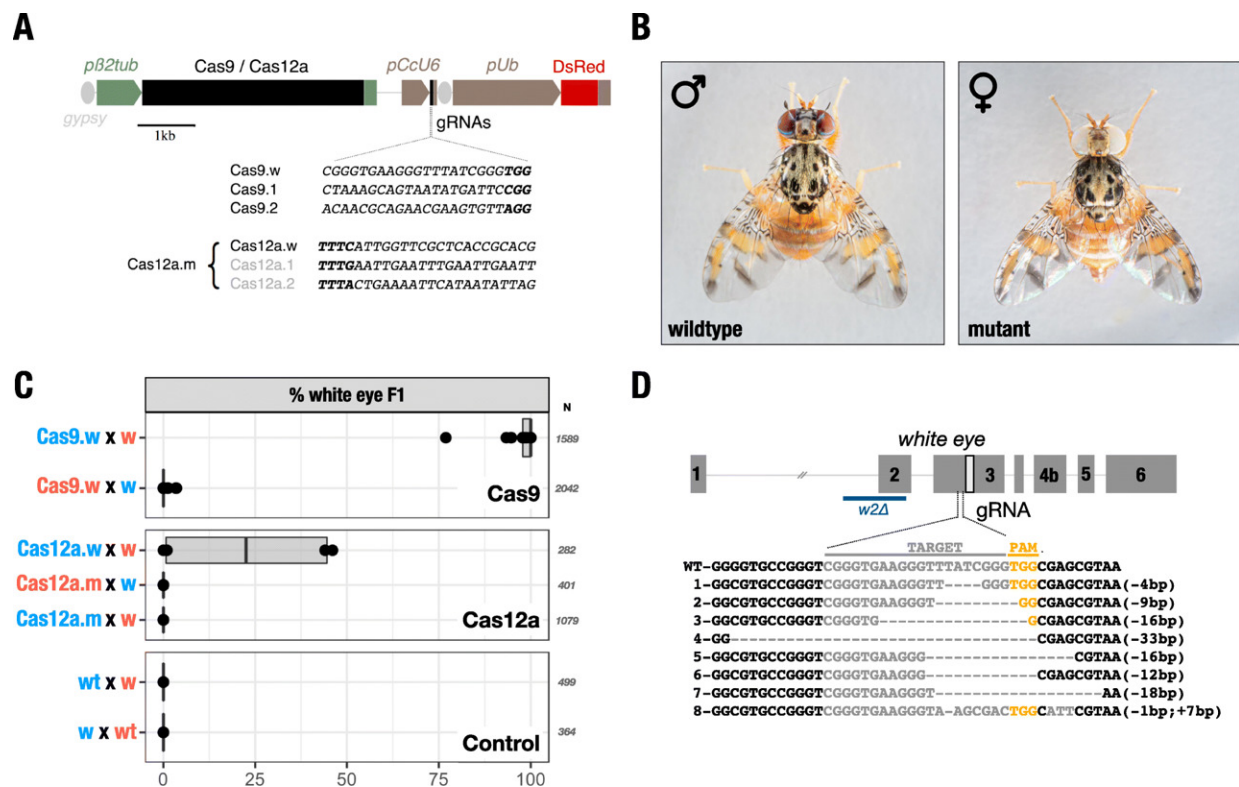 A
pß2tub Cas9 / Cas12a pCcU6 pUb DsRed
gypsy
1kb
gRNAs
Cas9.w CGGGTGAAGGGTTTATCGGGTGG
Cas9.1 CTAAAGCAGTAATATGATTCCGG
Cas9.2 ACAACGCAGAACGAAGTGTTAGG
Cas12a.m
Cas12a.w TTTCATTGGTTCGCTCACCGCACG
Cas12a.1 TTTGAATTGAATTTGAATTGAATT
Cas12a.2 TTTACTGAAAATTCATAATATTAG
B
♂ ♀
wildtype mutant
C
% white eye F1 N
Cas9.w x w 1589
Cas9.w x w 2042
Cas9
Cas12a.w x w 282
Cas12a.m x w 401
Cas12a.m x w 1079
Cas12a
wt x w 499
w x wt 364
Control
0 25 50 75 100
D
white eye
1 // 2 3 4b 5 6
w2Δ gRNA
TARGET PAM .
WT-GGGGTGCCGGGTCGGGTGAAGGGTTTATCGGGTGGCGAGCGTAA
1-GGCGTGCCGGGTCGGGTGAAGGGTT----GGGTGGCGAGCGTAA(-4bp)
2-GGCGTGCCGGGTCGGGTGAAGGGT---------GGCGAGCGTAA(-9bp)
3-GGCGTGCCGGGTCGGGTG----------------GCGAGCGTAA(-16bp)
4-GG---------------------------------CGAGCGTAA(-33bp)
5-GGCGTGCCGGGTCGGGTGAAGGG----------------CGTAA(-16bp)
6-GGCGTGCCGGGTCGGGTGAAGGG------------CGAGCGTAA(-12bp)
7-GGCGTGCCGGGTCGGGTGAAGGGT------------------AA(-18bp)
8-GGCGTGCCGGGTCGGGTGAAGGGTA-AGCGACTGGCATTCGTAA(-1bp;+7bp)